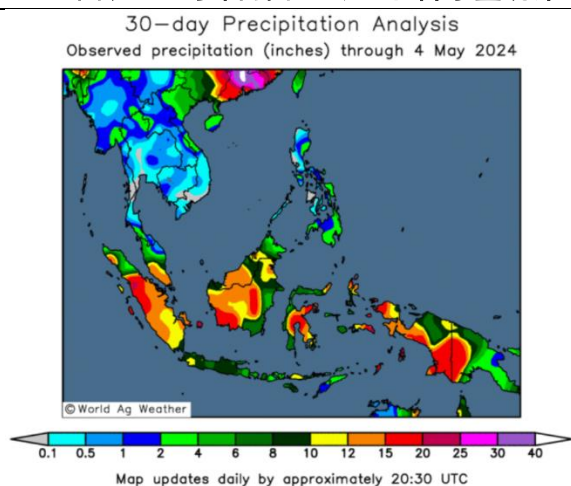 30-day Precipitation Analysis
Observed precipitation (inches) through 4 May 2024
© World Ag Weather
0.1 0.5 1 2 4 6 8 10 12 15 20 25 30 40
Map updates daily by approximately 20:30 UTC